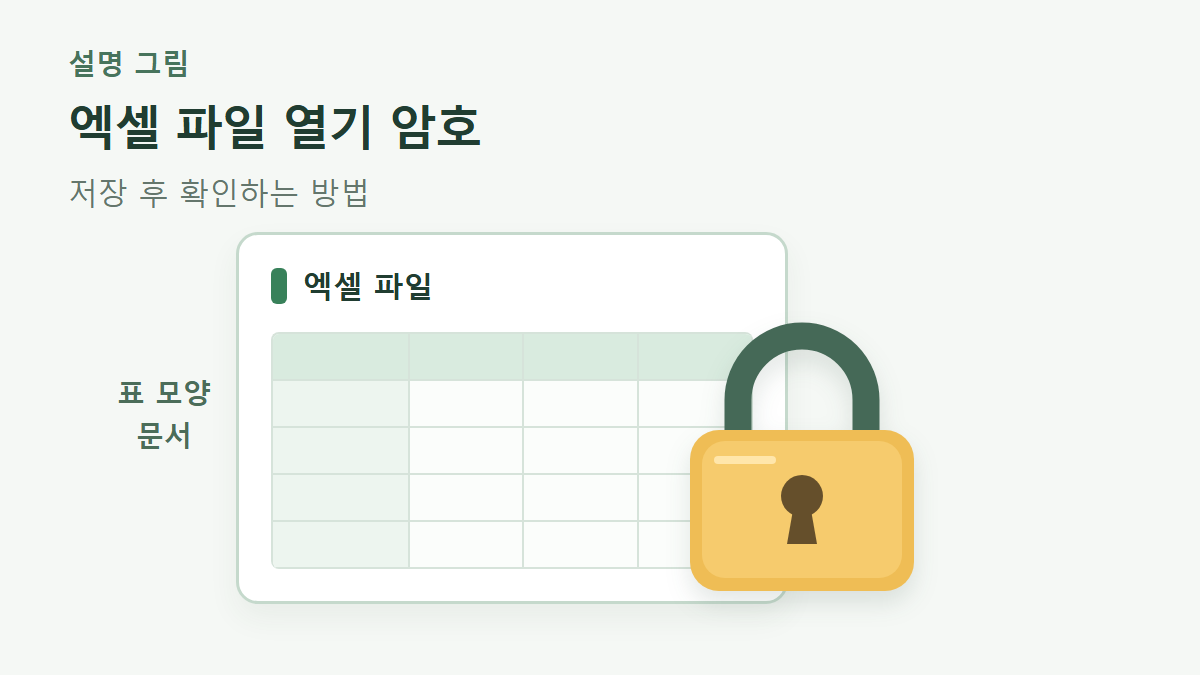 설명 그림
엑셀 파일 열기 암호
저장 후 확인하는 방법
엑셀 파일
표 모양
문서